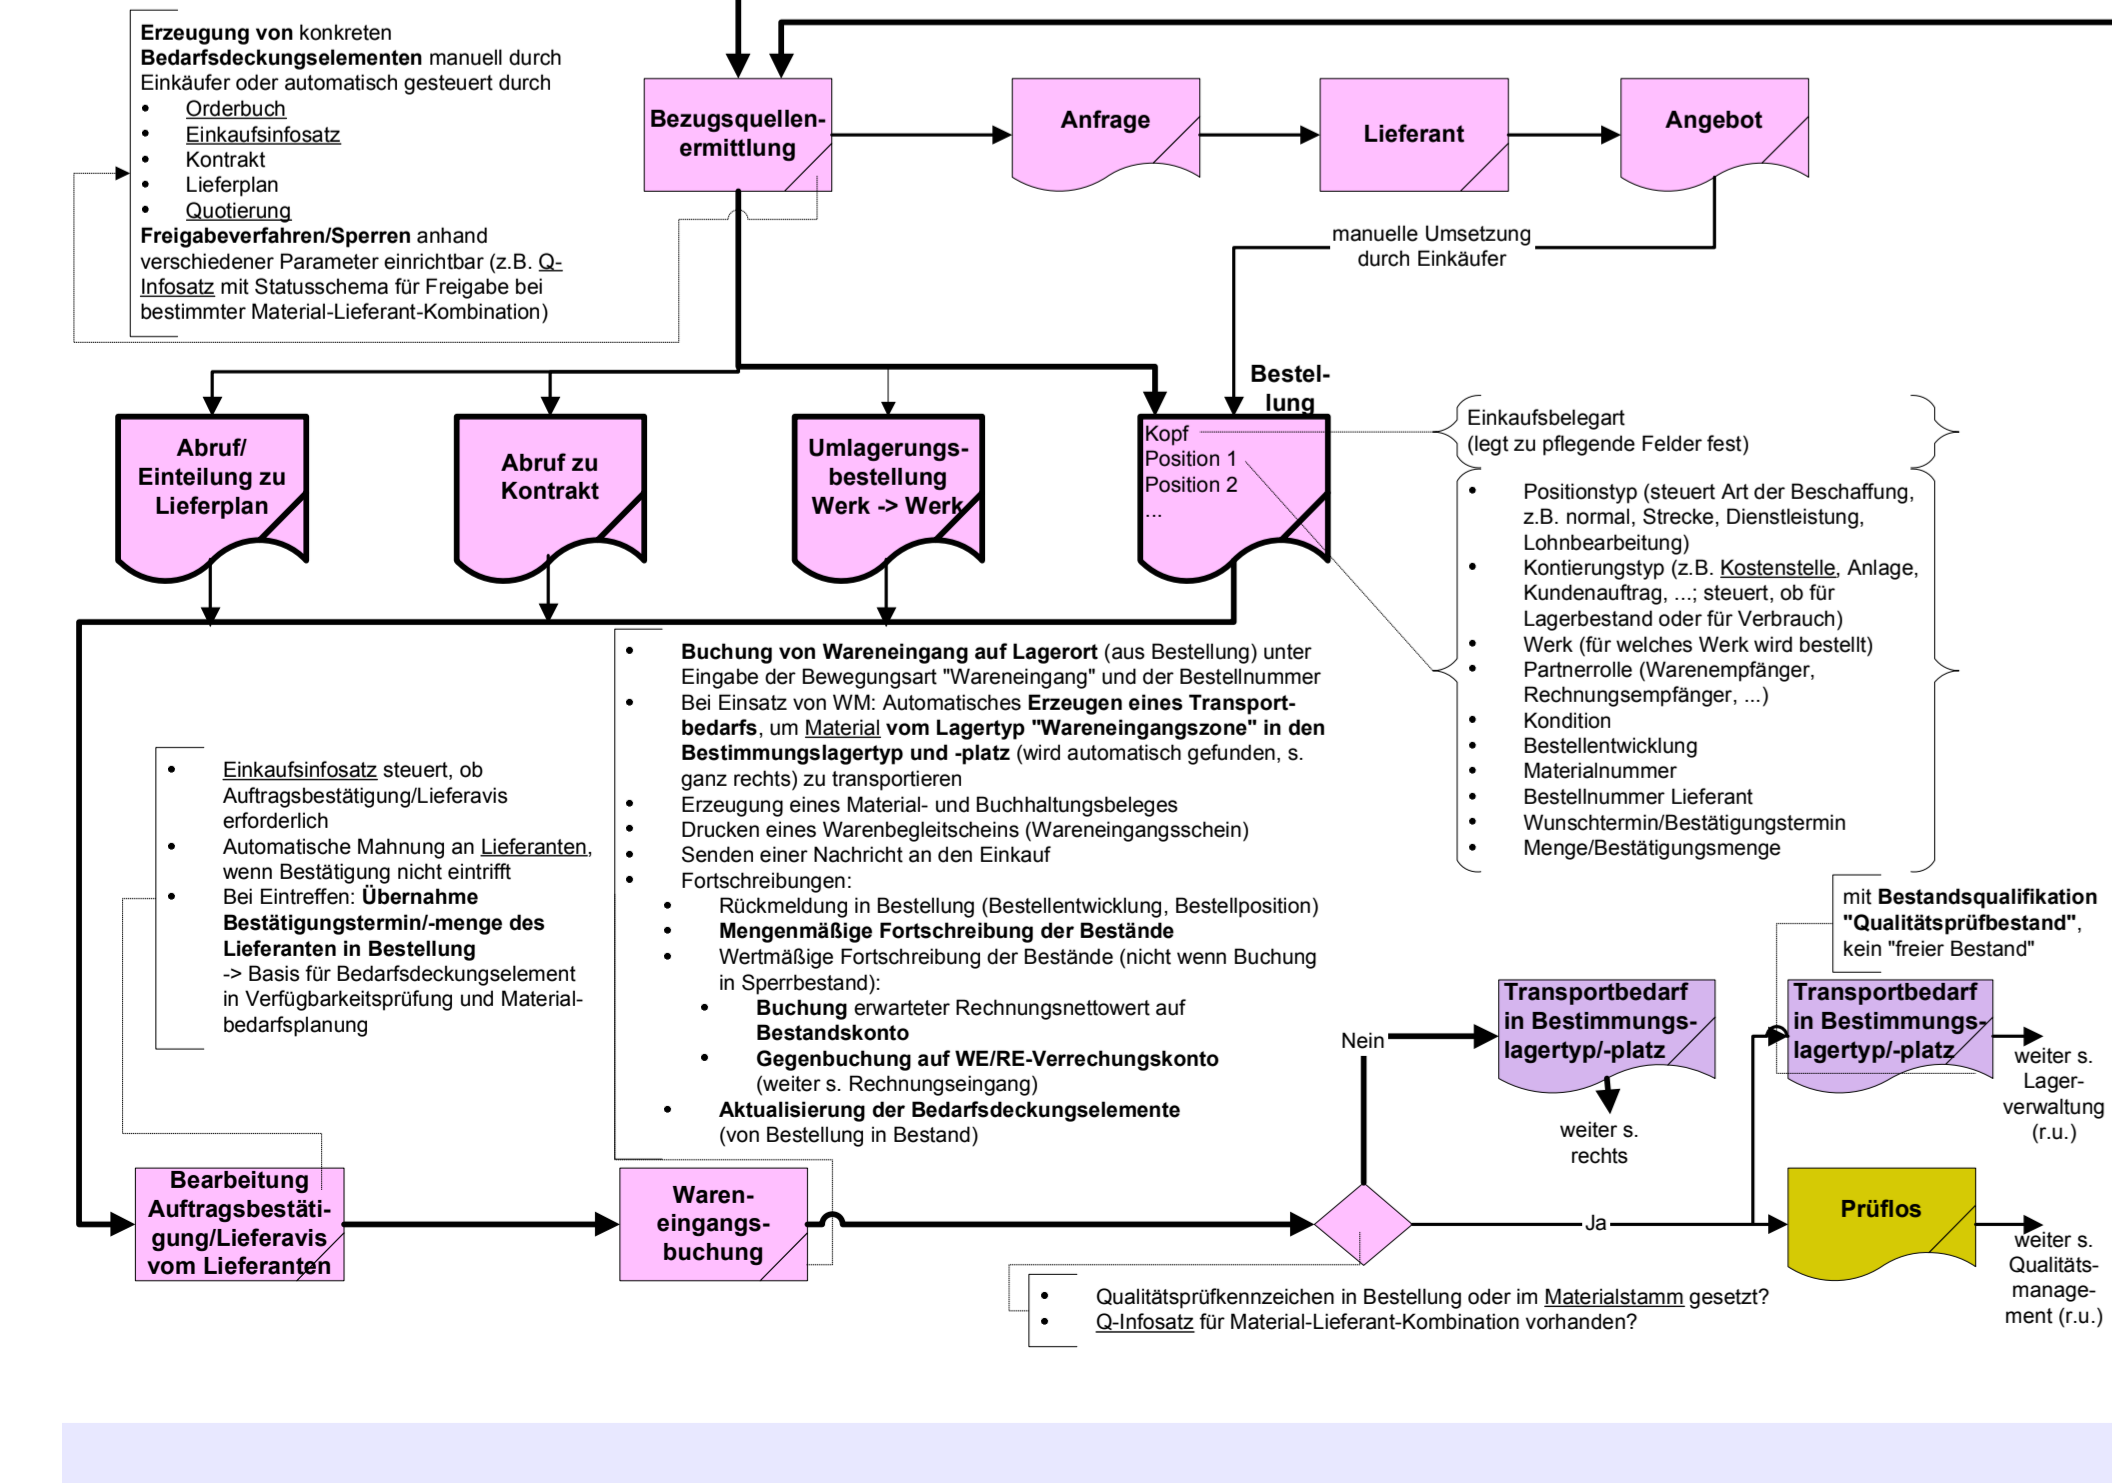 Erzeugung von konkreten
Bedarfsdeckungselementen manuell durch
Einkäufer oder automatisch gesteuert durch
• Orderbuch
• Einkaufsinfosatz
• Kontrakt
• Lieferplan
• Quotierung
Freigabeverfahren/Sperren anhand
verschiedener Parameter einrichtbar (z.B. Q-
Infosatz mit Statusschema für Freigabe bei
bestimmter Material-Lieferant-Kombination)
Bezugsquellen-
ermittlung
Anfrage
Lieferant
Angebot
manuelle Umsetzung
durch Einkäufer
Abruf/
Einteilung zu
Lieferplan
Abruf zu
Kontrakt
Umlagerungs-
bestellung
Werk -> Werk
Bestel-
lung
Kopf
Position 1
Position 2
...
Einkaufsbelegart
(legt zu pflegende Felder fest)
• Positionstyp (steuert Art der Beschaffung,
z.B. normal, Strecke, Dienstleistung,
Lohnbearbeitung)
• Kontierungstyp (z.B. Kostenstelle, Anlage,
Kundenauftrag, ...; steuert, ob für
Lagerbestand oder für Verbrauch)
• Werk (für welches Werk wird bestellt)
• Partnerrolle (Warenempfänger,
Rechnungsempfänger, ...)
• Kondition
• Bestellentwicklung
• Materialnummer
• Bestellnummer Lieferant
• Wunschtermin/Bestätigungstermin
• Menge/Bestätigungsmenge
• Einkaufsinfosatz steuert, ob
Auftragsbestätigung/Lieferavis
erforderlich
• Automatische Mahnung an Lieferanten,
wenn Bestätigung nicht eintrifft
• Bei Eintreffen: Übernahme
Bestätigungstermin/-menge des
Lieferanten in Bestellung
-> Basis für Bedarfsdeckungselement
in Verfügbarkeitsprüfung und Material-
bedarfsplanung
• Buchung von Wareneingang auf Lagerort (aus Bestellung) unter
Eingabe der Bewegungsart "Wareneingang" und der Bestellnummer
• Bei Einsatz von WM: Automatisches Erzeugen eines Transport-
bedarfs, um Material vom Lagertyp "Wareneingangszone" in den
Bestimmungslagertyp und -platz (wird automatisch gefunden, s.
ganz rechts) zu transportieren
• Erzeugung eines Material- und Buchhaltungsbeleges
• Drucken eines Warenbegleitscheins (Wareneingangsschein)
• Senden einer Nachricht an den Einkauf
• Fortschreibungen:
• Rückmeldung in Bestellung (Bestellentwicklung, Bestellposition)
• Mengenmäßige Fortschreibung der Bestände
• Wertmäßige Fortschreibung der Bestände (nicht wenn Buchung
in Sperrbestand):
• Buchung erwarteter Rechnungsnettowert auf
Bestandskonto
• Gegenbuchung auf WE/RE-Verrechungskonto
(weiter s. Rechnungseingang)
• Aktualisierung der Bedarfsdeckungselemente
(von Bestellung in Bestand)
mit Bestandsqualifikation
"Qualitätsprüfbestand",
kein "freier Bestand"
Nein
Transportbedarf
in Bestimmungs-
lagertyp/-platz
weiter s.
rechts
Transportbedarf
in Bestimmungs-
lagertyp/-platz
weiter s.
Lager-
verwaltung
(r.u.)
Bearbeitung
Auftragsbestäti-
gung/Lieferavis
vom Lieferanten
Waren-
eingangs-
buchung
Ja
Prüflos
weiter s.
Qualitäts-
manage-
ment (r.u.)
• Qualitätsprüfkennzeichen in Bestellung oder im Materialstamm gesetzt?
• Q-Infosatz für Material-Lieferant-Kombination vorhanden?